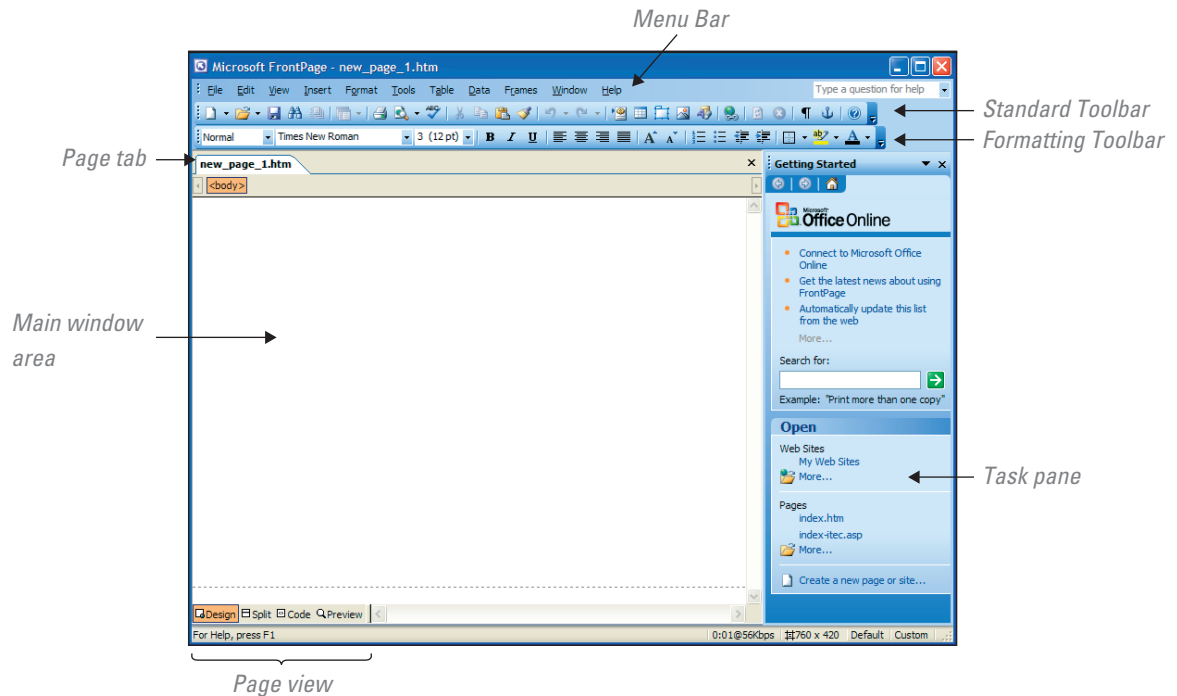 Menu Bar
Microsoft FrontPage - new_page_1.htm
File Edit View Insert Format Tools Table Data Frames Window Help Type a question for help
Standard Toolbar
Normal Times New Roman 3 (12 pt) B I U A A A
Formatting Toolbar
Page tab
new_page_1.htm
Getting Started
<body>
Microsoft
Office Online
Connect to Microsoft Office
Online
Get the latest news about using
FrontPage
Automatically update this list
from the web
More...
Search for:
Example: "Print more than one copy"
Main window
area
Open
Web Sites
My Web Sites
More...
Task pane
Pages
index.htm
index-itec.asp
More...
Create a new page or site...
Design Split Code Preview
For Help, press F1 0:01@56Kbps 760 x 420 Default Custom
Page view